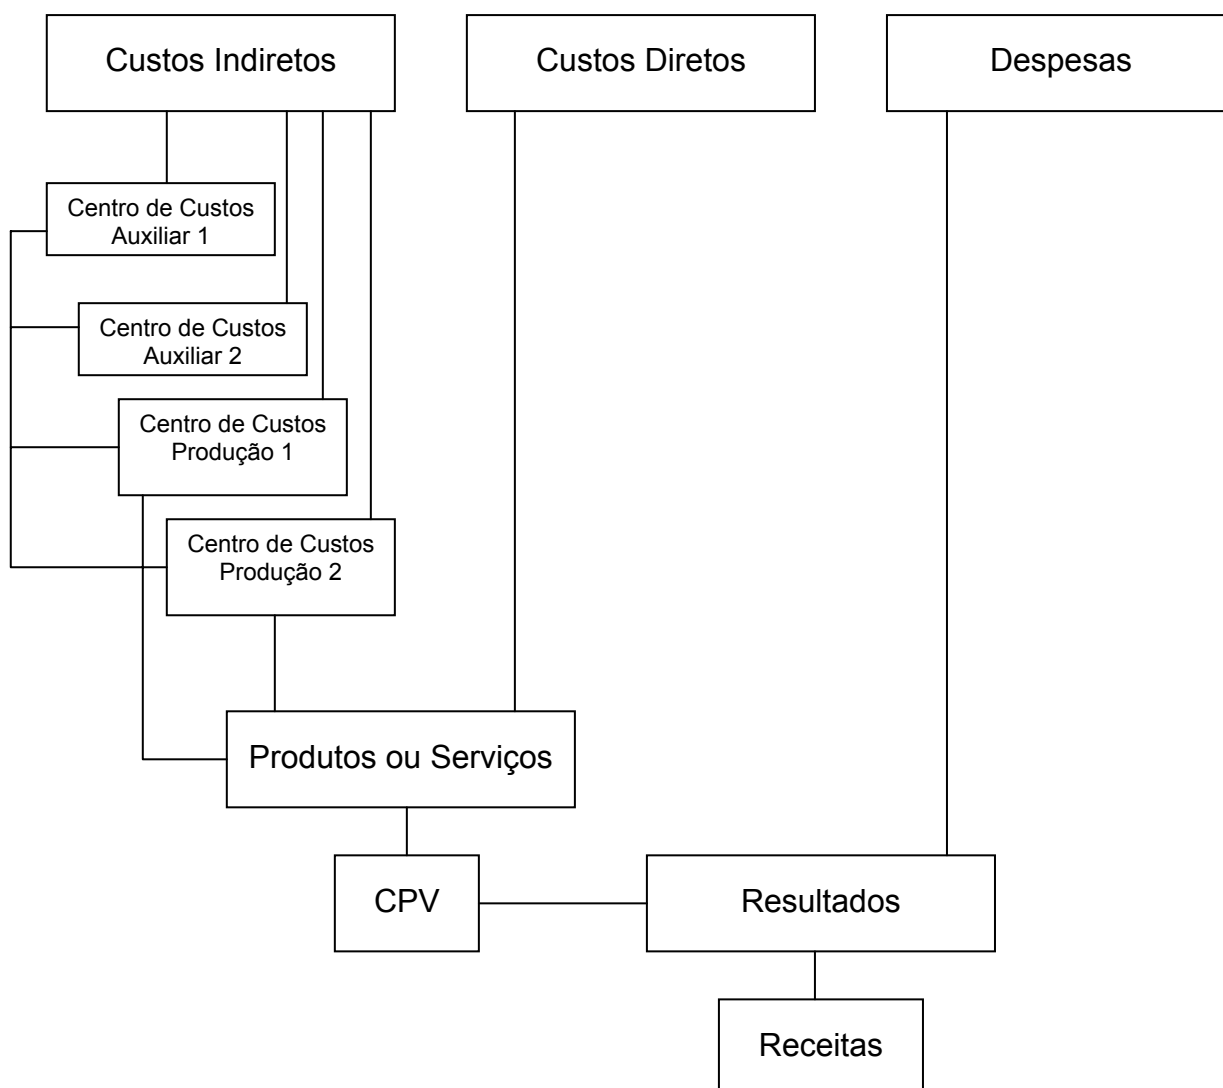 Custos Indiretos
Custos Diretos
Despesas
Centro de Custos
Auxiliar 1
Centro de Custos
Auxiliar 2
Centro de Custos
Produção 1
Centro de Custos
Produção 2
Produtos ou Serviços
CPV
Resultados
Receitas